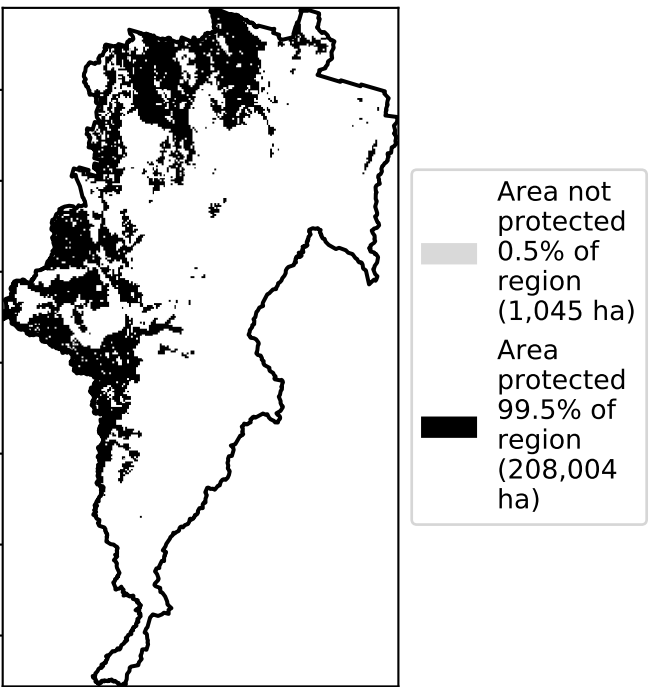 Area not
protected
0.5% of
region
(1,045 ha)
Area
protected
99.5% of
region
(208,004
ha)